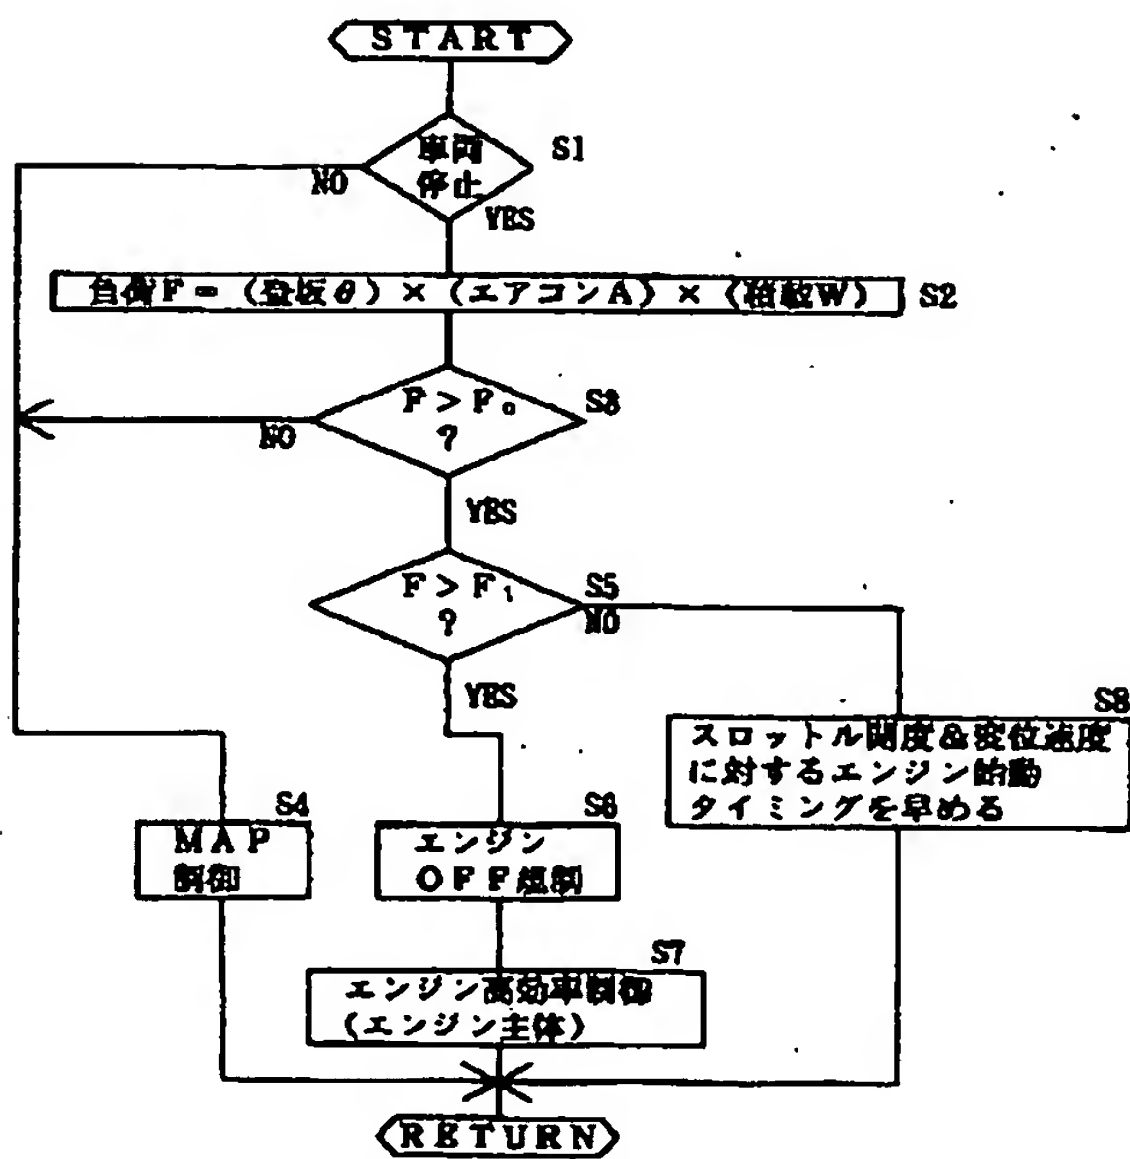 START
車両
停止
S1
NO
YES
負荷F=(登坂θ)×(エアコンA)×(積載W)
S2
F>F₀
?
S3
NO
YES
F>F₁
?
S5
NO
YES
S8
スロットル開度&変位速度
に対するエンジン始動
タイミングを早める
S4
MAP
制御
S6
エンジン
OFF規制
S7
エンジン高効率制御
(エンジン主体)
RETURN